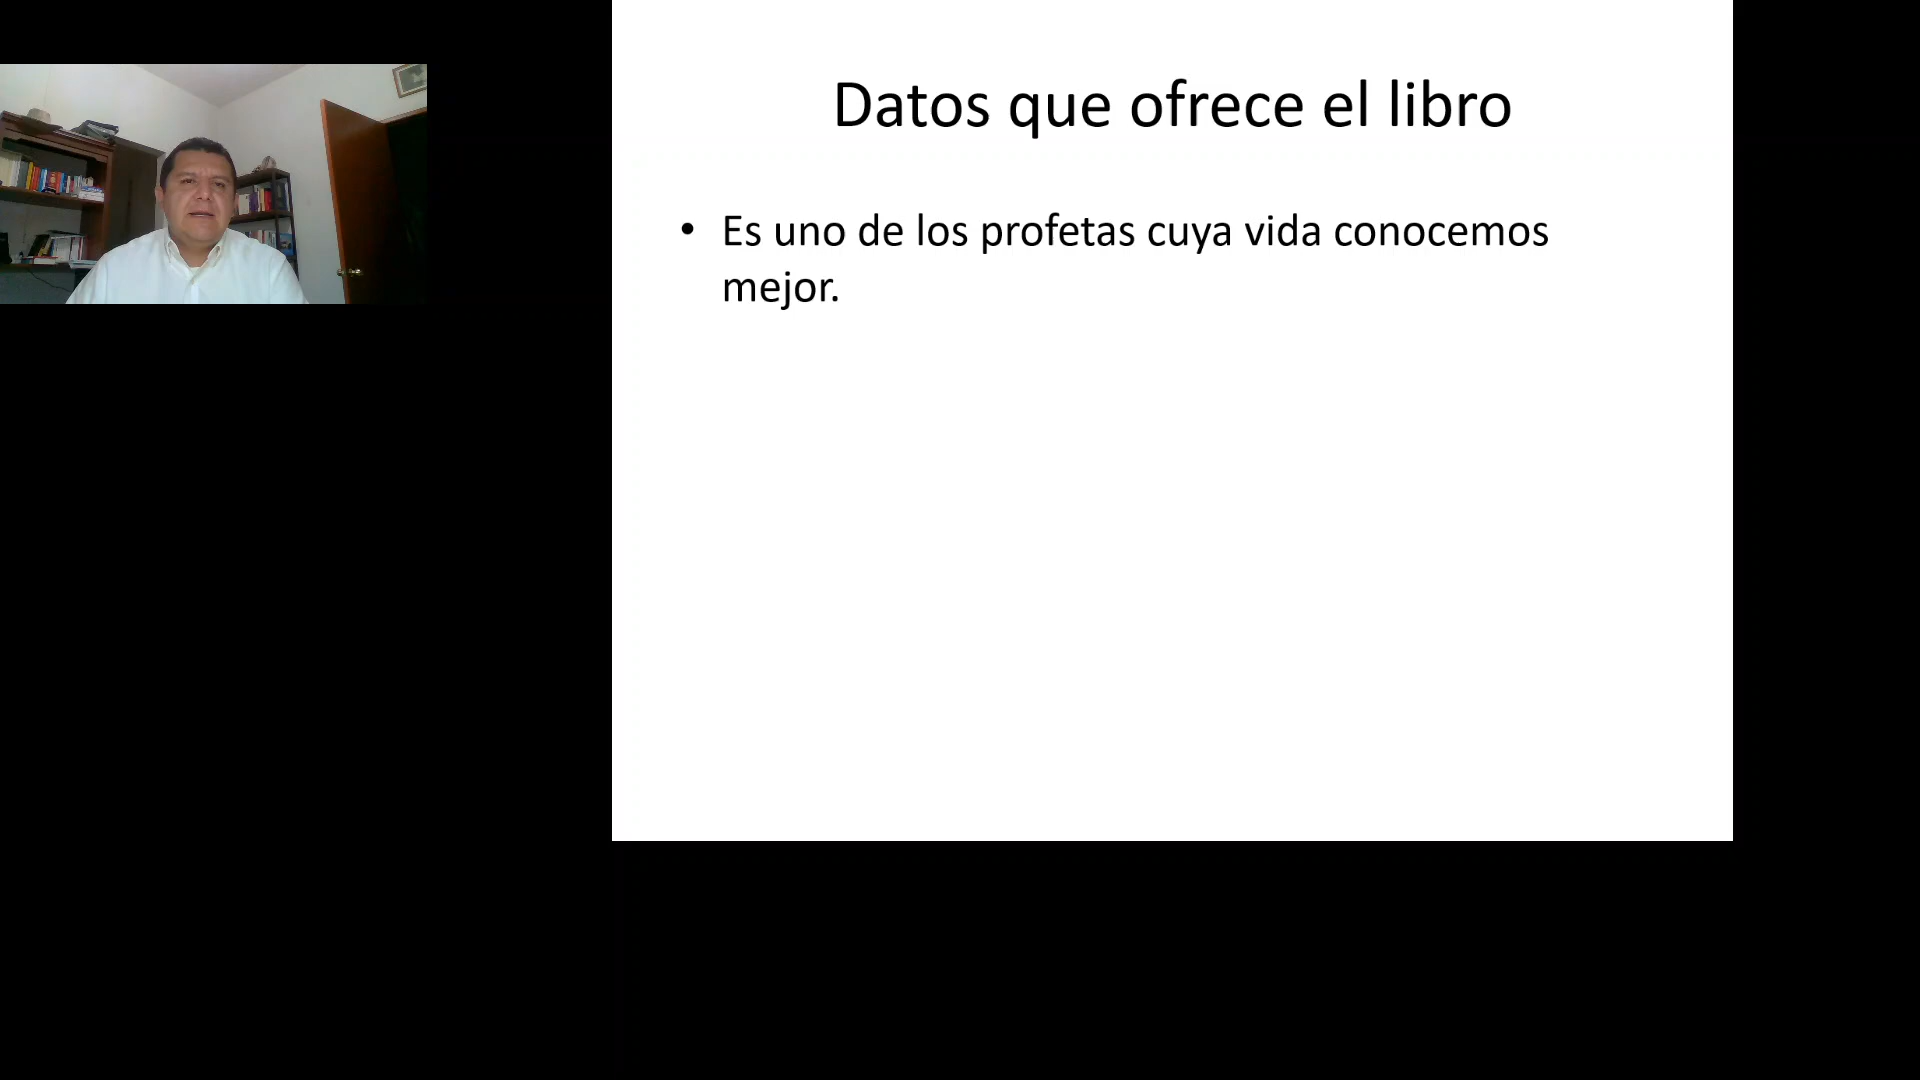 Datos que ofrece el libro
• Es uno de los profetas cuya vida conocemos
mejor.